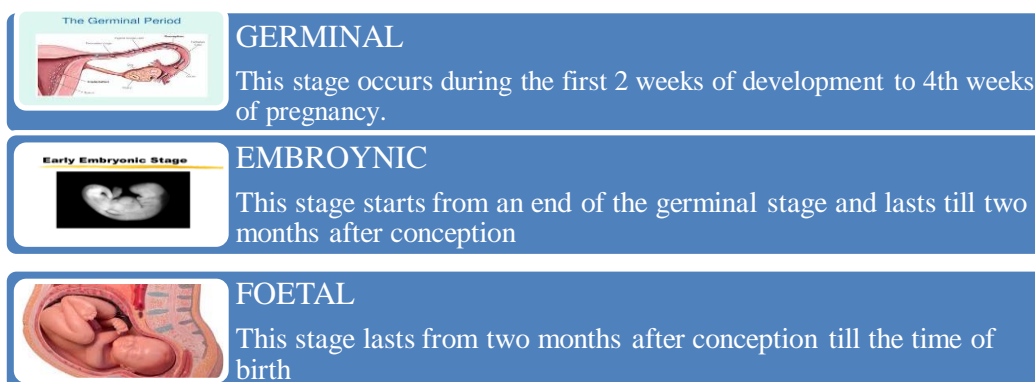 The Germinal Period
GERMINAL
This stage occurs during the first 2 weeks of development to 4th weeks
of pregnancy.
Early Embryonic Stage
EMBROYNIC
This stage starts from an end of the germinal stage and lasts till two
months after conception
FOETAL
This stage lasts from two months after conception till the time of
birth